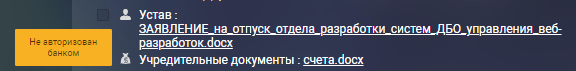 Устав :
ЗАЯВЛЕНИЕ_на_отпуск_отдела_разработки_систем_ДБО_управления_веб-
разработок.docx
Не авторизован
банком
Учредительные документы : счета.docx